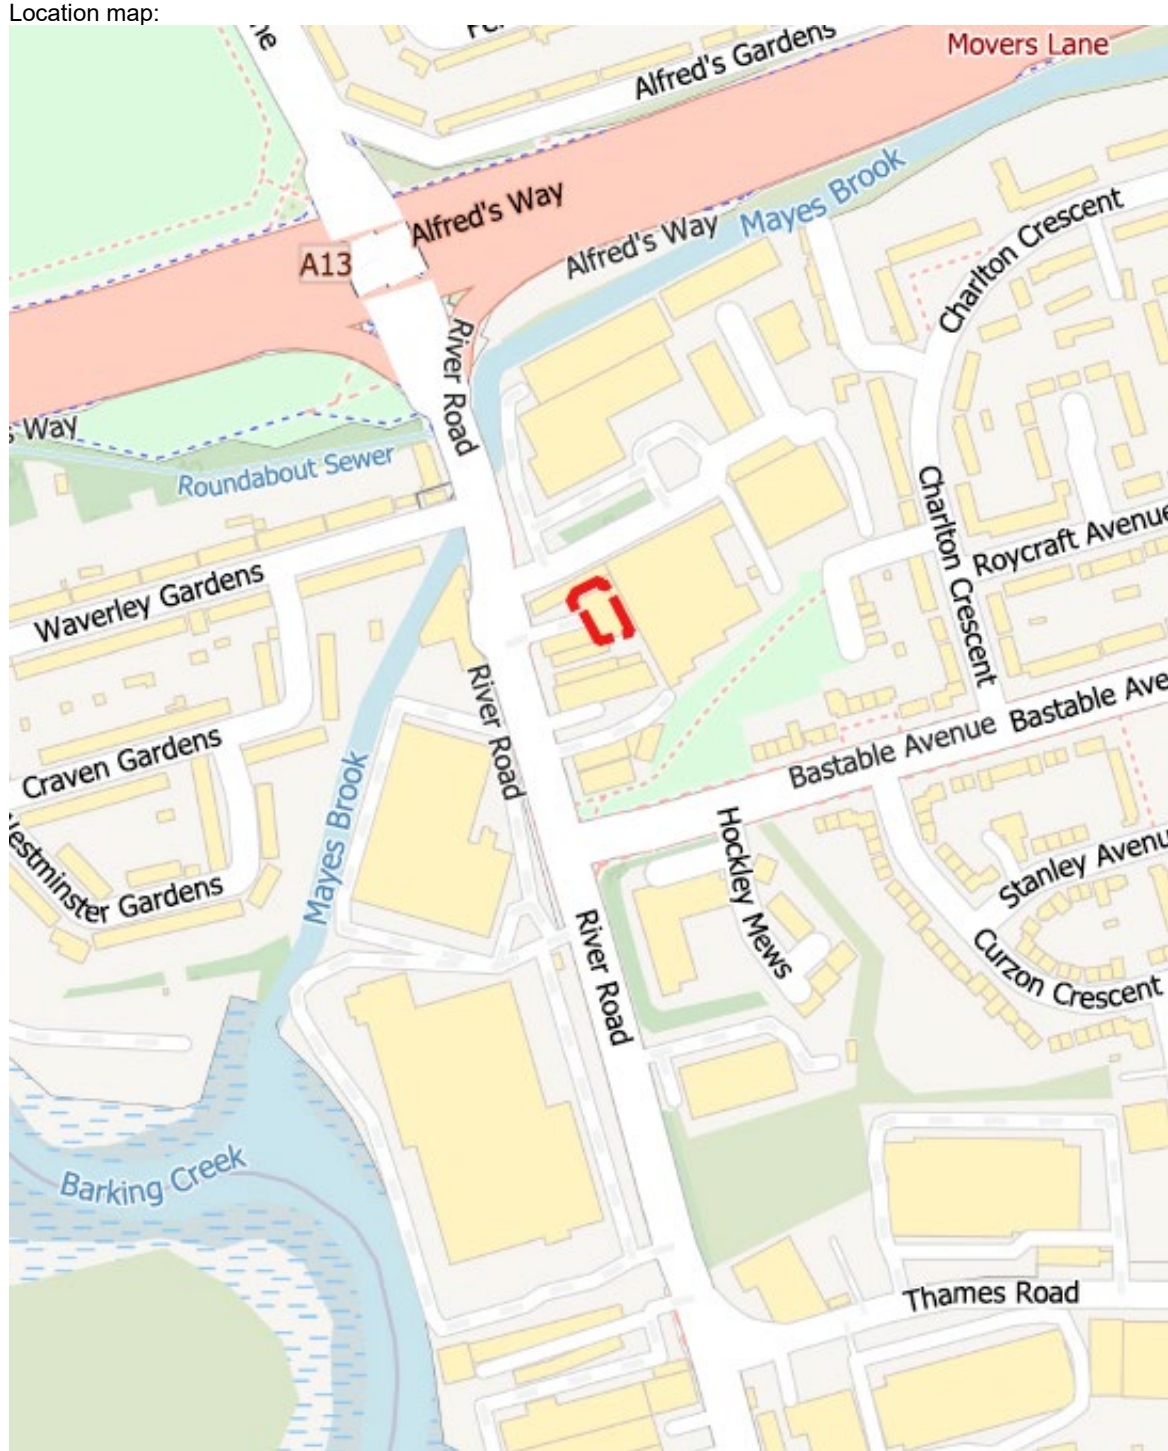 Location map:
Movers Lane
Alfred's Gardens
Alfred's Way
Mayes Brook
Alfred's Way
Charlton Crescent
A13
River Road
Way
Roundabout Sewer
Charlton Crescent
Roycraft Avenue
Waverley Gardens
River Road
Bastable Ave
Bastable Avenue
Craven Gardens
Mayes Brook
Hockley Mews
Stanley Avenu
estminster Gardens
River Road
Curzon Crescent
Barking Creek
Thames Road